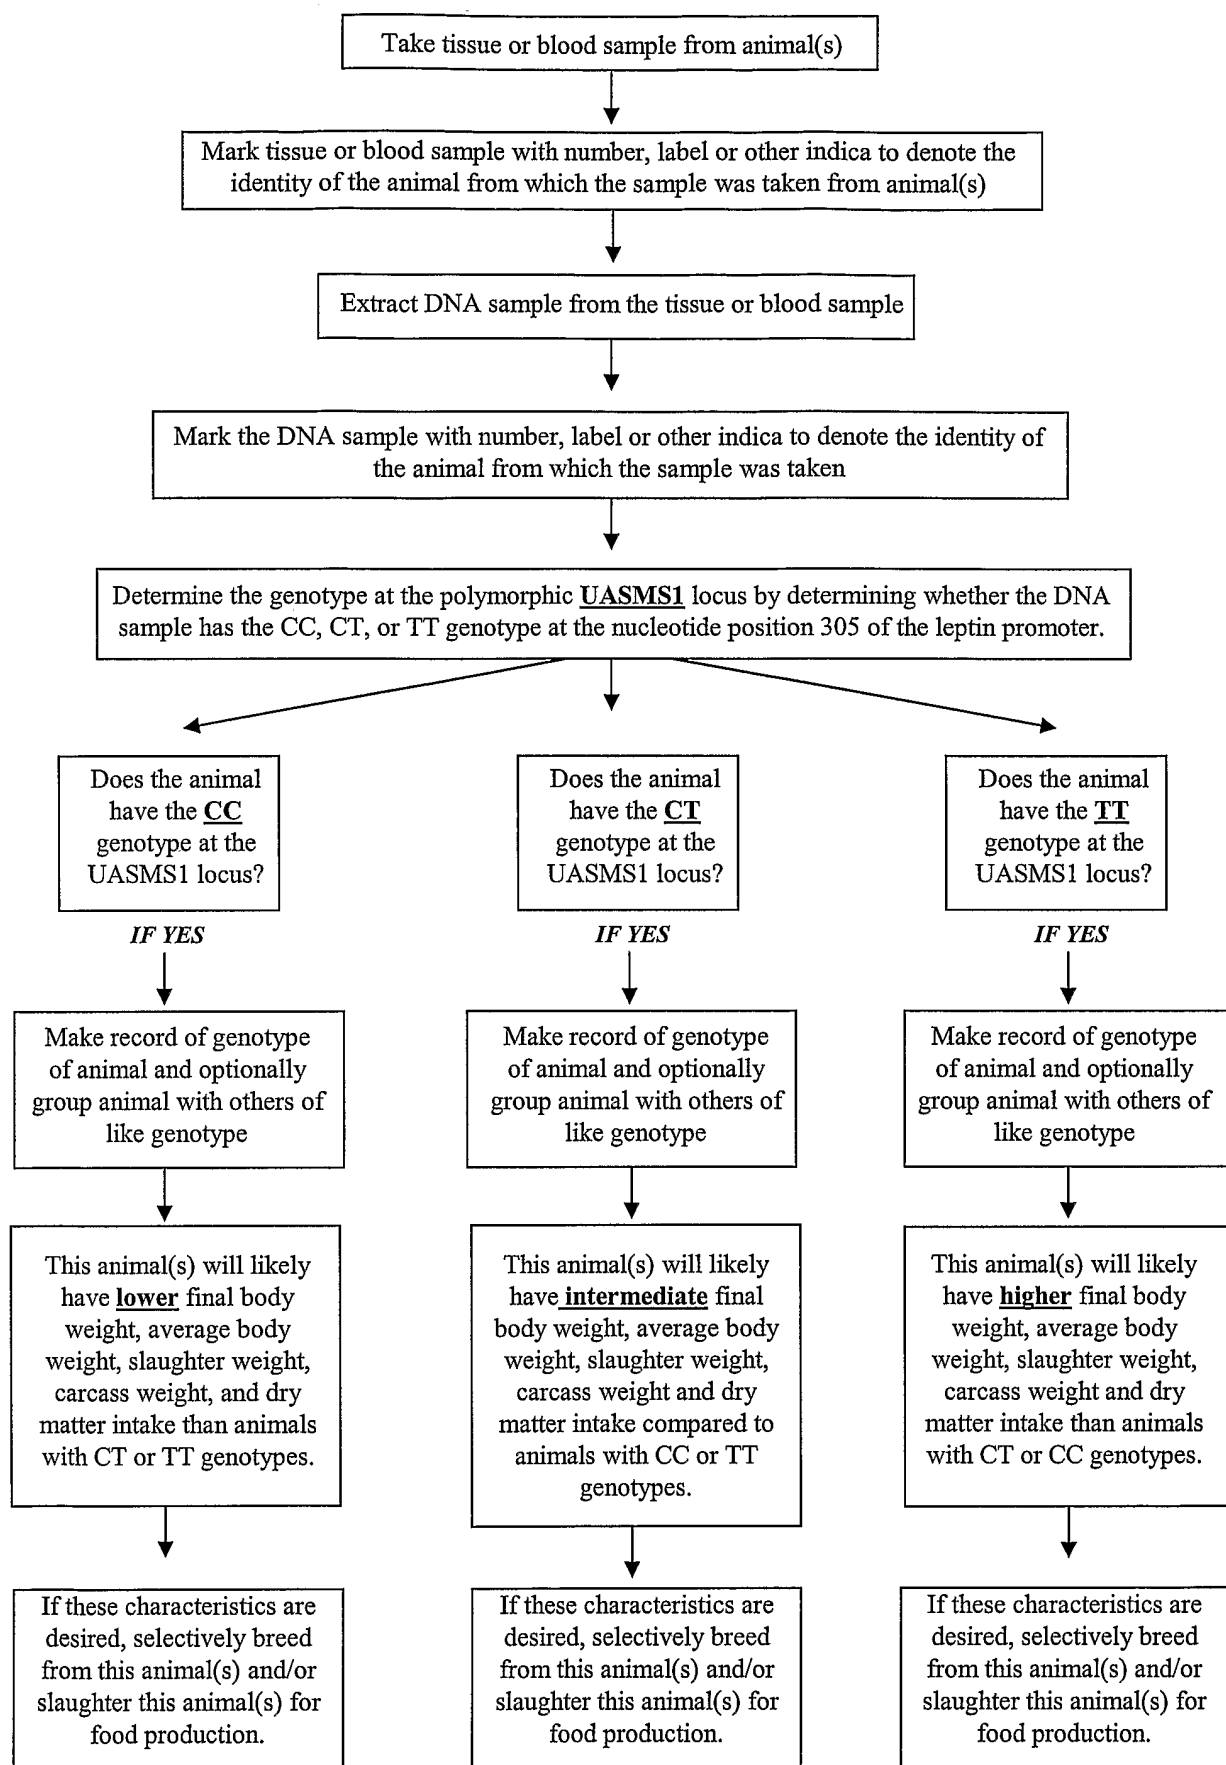 Take tissue or blood sample from animal(s)
Mark tissue or blood sample with number, label or other indica to denote the
identity of the animal from which the sample was taken from animal(s)
Extract DNA sample from the tissue or blood sample
Mark the DNA sample with number, label or other indica to denote the identity of
the animal from which the sample was taken
Determine the genotype at the polymorphic UASMS1 locus by determining whether the DNA
sample has the CC, CT, or TT genotype at the nucleotide position 305 of the leptin promoter.
Does the animal
have the CC
genotype at the
UASMS1 locus?
IF YES
Make record of genotype
of animal and optionally
group animal with others of
like genotype
This animal(s) will likely
have lower final body
weight, average body
weight, slaughter weight,
carcass weight, and dry
matter intake than animals
with CT or TT genotypes.
If these characteristics are
desired, selectively breed
from this animal(s) and/or
slaughter this animal(s) for
food production.
Does the animal
have the CT
genotype at the
UASMS1 locus?
IF YES
Make record of genotype
of animal and optionally
group animal with others of
like genotype
This animal(s) will likely
have intermediate final
body weight, average body
weight, slaughter weight,
carcass weight and dry
matter intake compared to
animals with CC or TT
genotypes.
If these characteristics are
desired, selectively breed
from this animal(s) and/or
slaughter this animal(s) for
food production.
Does the animal
have the TT
genotype at the
UASMS1 locus?
IF YES
Make record of genotype
of animal and optionally
group animal with others of
like genotype
This animal(s) will likely
have higher final body
weight, average body
weight, slaughter weight,
carcass weight and dry
matter intake than animals
with CT or CC genotypes.
If these characteristics are
desired, selectively breed
from this animal(s) and/or
slaughter this animal(s) for
food production.